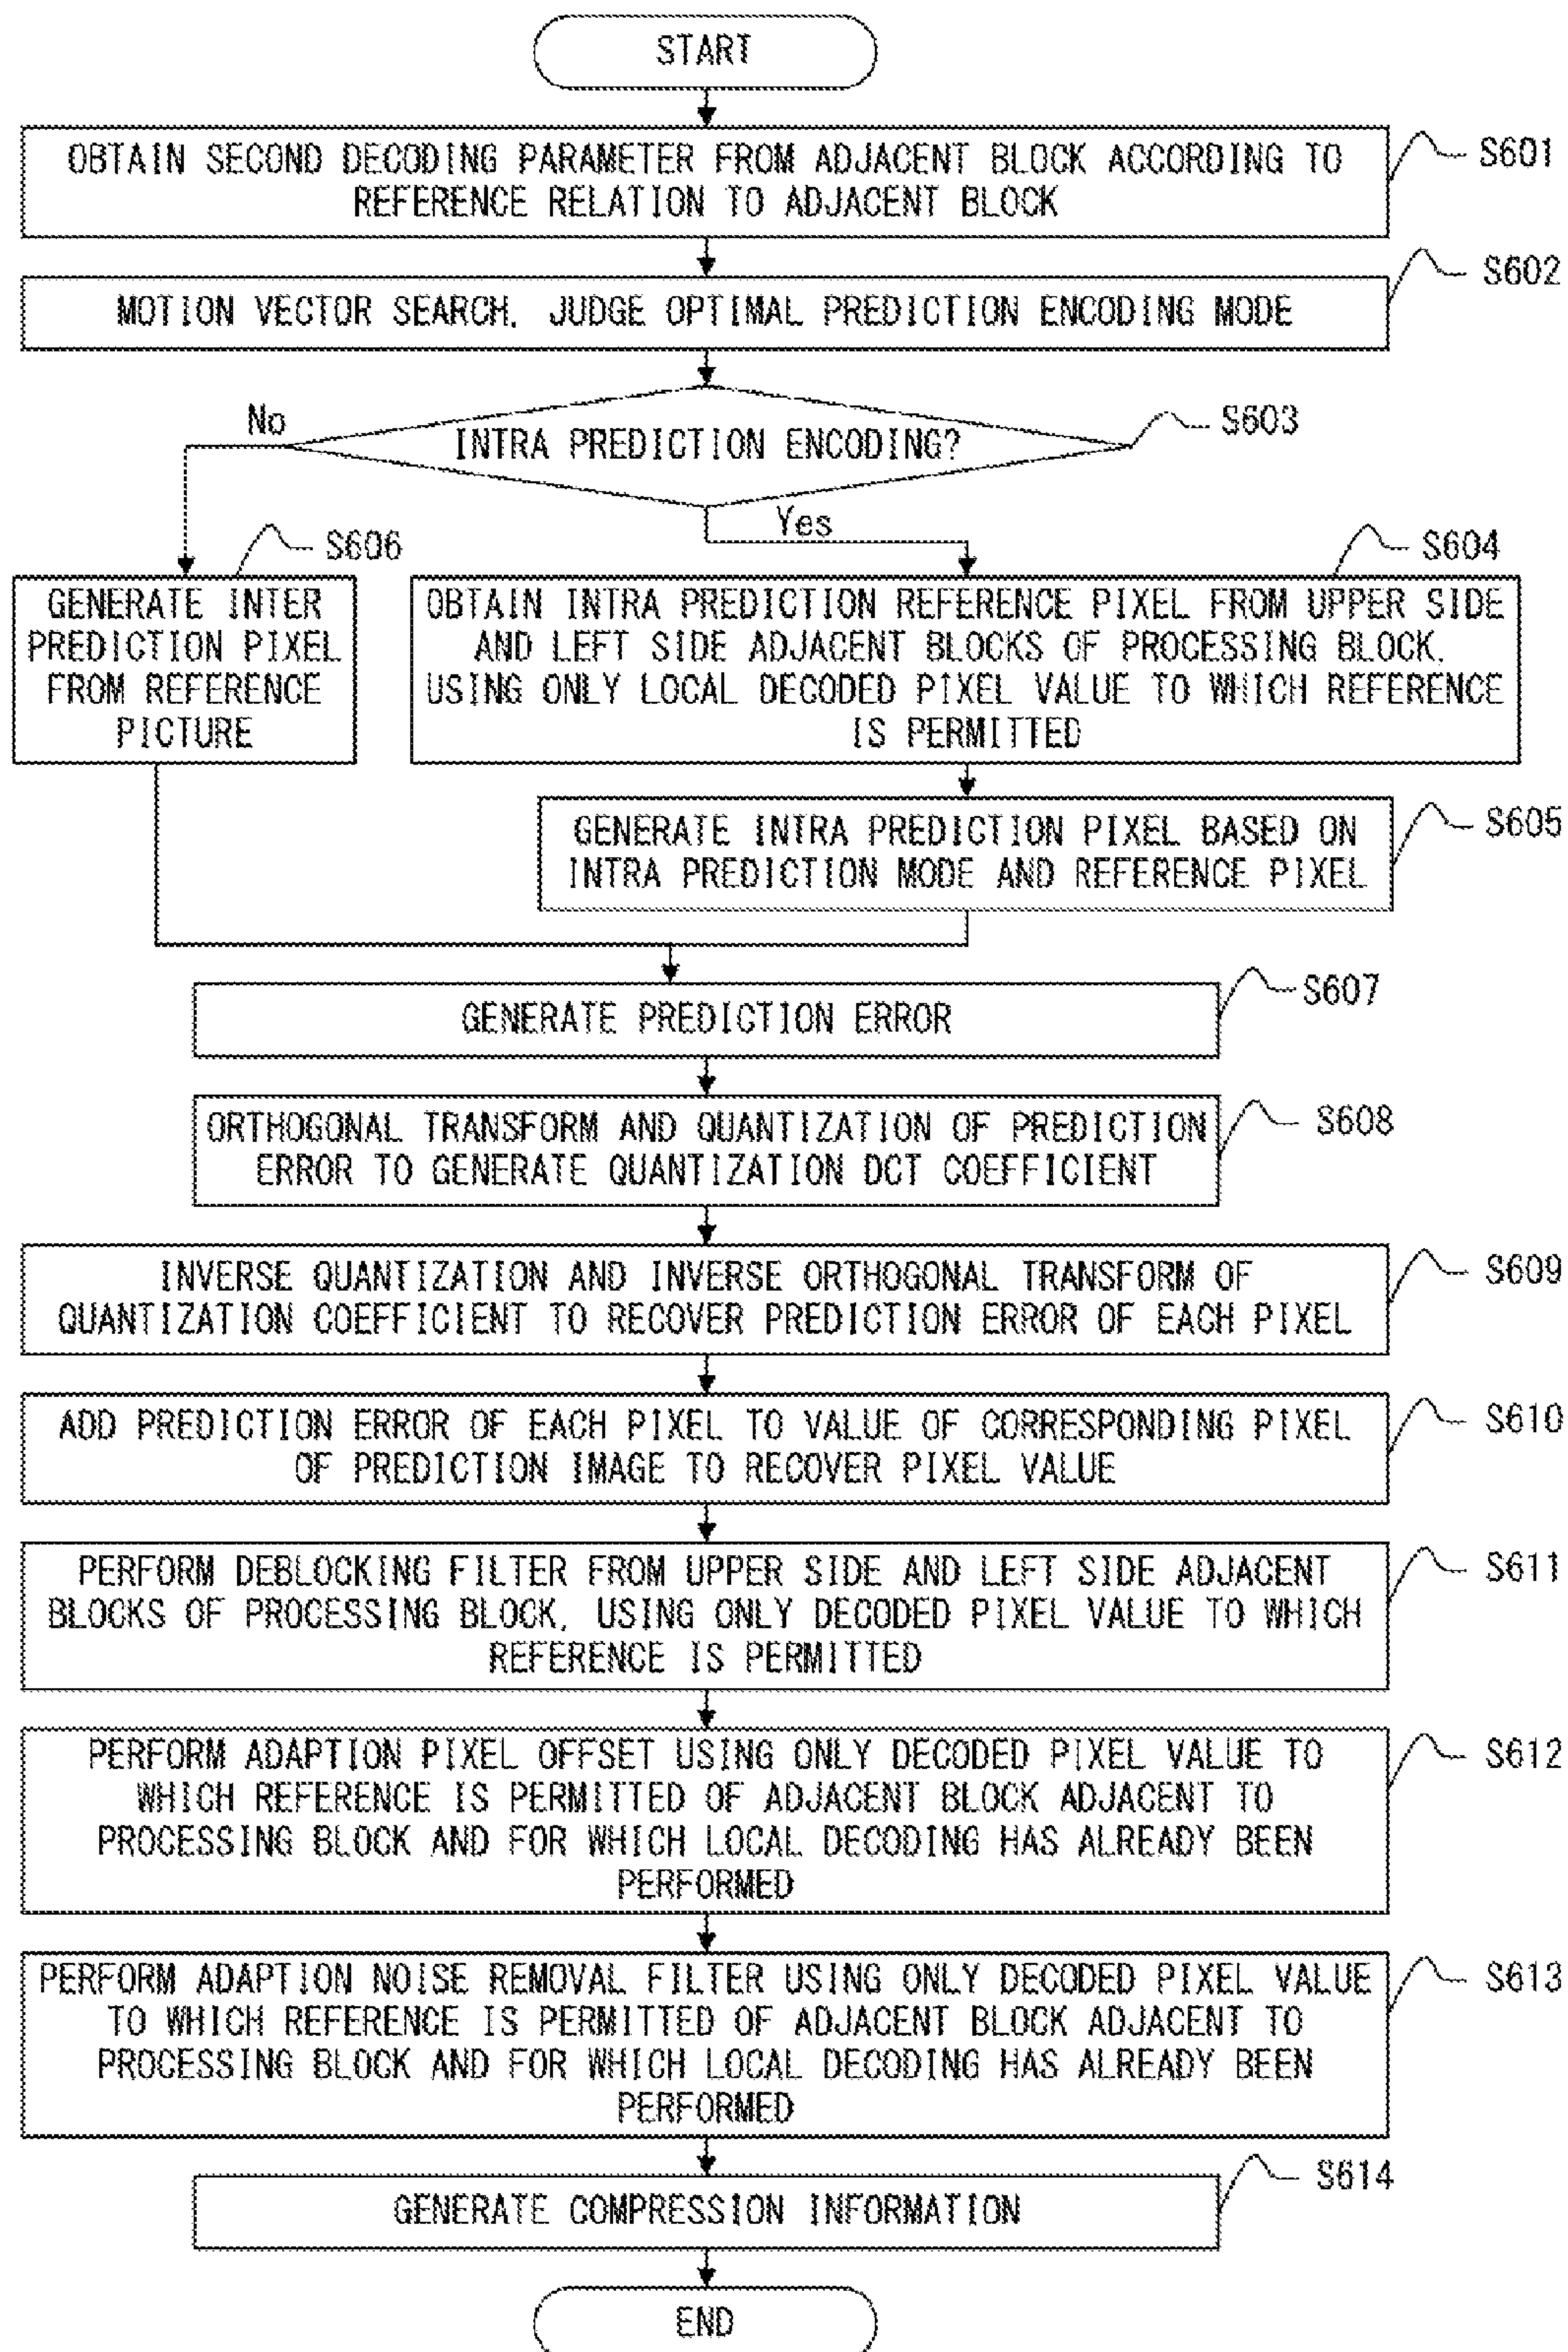 START
OBTAIN SECOND DECODING PARAMETER FROM ADJACENT BLOCK ACCORDING TO
REFERENCE RELATION TO ADJACENT BLOCK
S601
MOTION VECTOR SEARCH, JUDGE OPTIMAL PREDICTION ENCODING MODE
S602
INTRA PREDICTION ENCODING?
S603
No
Yes
S606
GENERATE INTER
PREDICTION PIXEL
FROM REFERENCE
PICTURE
S604
OBTAIN INTRA PREDICTION REFERENCE PIXEL FROM UPPER SIDE
AND LEFT SIDE ADJACENT BLOCKS OF PROCESSING BLOCK,
USING ONLY LOCAL DECODED PIXEL VALUE TO WHICH REFERENCE
IS PERMITTED
GENERATE INTRA PREDICTION PIXEL BASED ON
INTRA PREDICTION MODE AND REFERENCE PIXEL
S605
GENERATE PREDICTION ERROR
S607
ORTHOGONAL TRANSFORM AND QUANTIZATION OF PREDICTION
ERROR TO GENERATE QUANTIZATION DCT COEFFICIENT
S608
INVERSE QUANTIZATION AND INVERSE ORTHOGONAL TRANSFORM OF
QUANTIZATION COEFFICIENT TO RECOVER PREDICTION ERROR OF EACH PIXEL
S609
ADD PREDICTION ERROR OF EACH PIXEL TO VALUE OF CORRESPONDING PIXEL
OF PREDICTION IMAGE TO RECOVER PIXEL VALUE
S610
PERFORM DEBLOCKING FILTER FROM UPPER SIDE AND LEFT SIDE ADJACENT
BLOCKS OF PROCESSING BLOCK, USING ONLY DECODED PIXEL VALUE TO WHICH
REFERENCE IS PERMITTED
S611
PERFORM ADAPTION PIXEL OFFSET USING ONLY DECODED PIXEL VALUE TO
WHICH REFERENCE IS PERMITTED OF ADJACENT BLOCK ADJACENT TO
PROCESSING BLOCK AND FOR WHICH LOCAL DECODING HAS ALREADY BEEN
PERFORMED
S612
PERFORM ADAPTION NOISE REMOVAL FILTER USING ONLY DECODED PIXEL VALUE
TO WHICH REFERENCE IS PERMITTED OF ADJACENT BLOCK ADJACENT TO
PROCESSING BLOCK AND FOR WHICH LOCAL DECODING HAS ALREADY BEEN
PERFORMED
S613
GENERATE COMPRESSION INFORMATION
S614
END